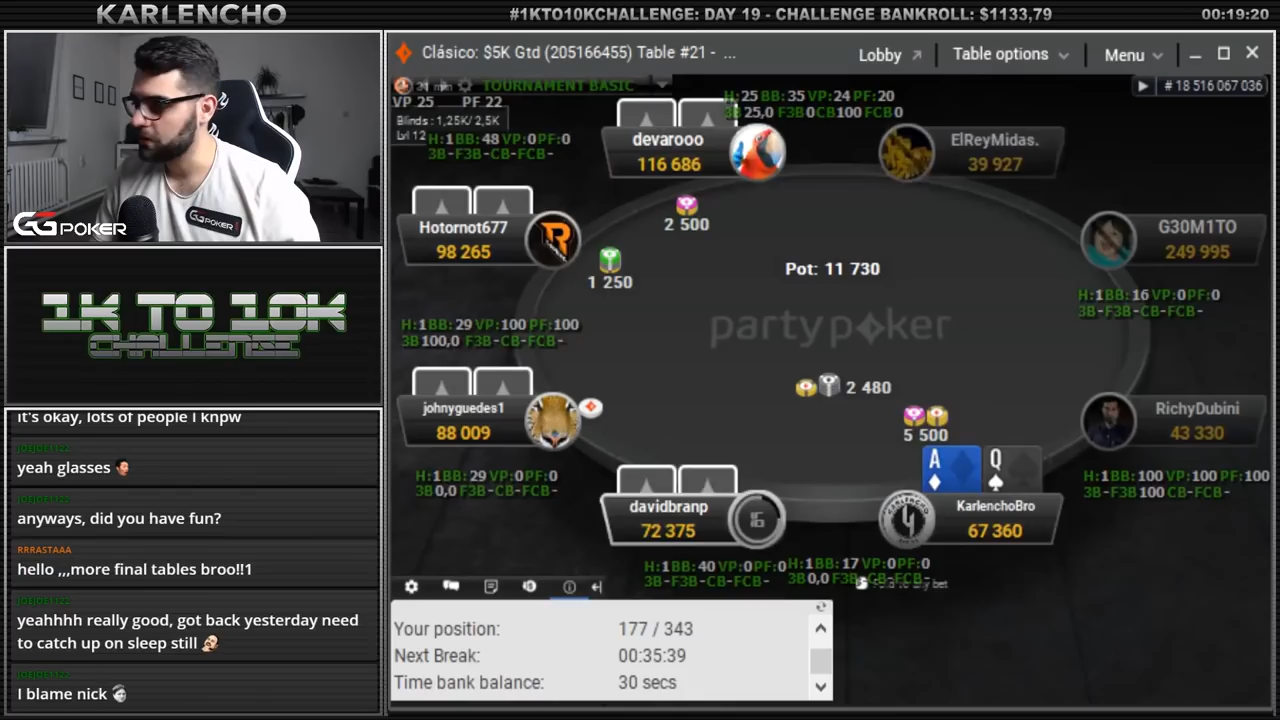 KARLENCHO
#1KTO10KCHALLENGE: DAY 19 - CHALLENGE BANKROLL: $1133,79
00:19:20
GGPOKER
GGPOKER
1K TO 10K
CHALLENGE
it's okay, lots of people I knpw
JOEJOE1122
yeah glasses
JOEJOE1122
anyways, did you have fun?
RRRASTAAA
hello ,,,more final tables broo!!1
JOEJOE1122
yeahhhh really good, got back yesterday need
to catch up on sleep still
JOEJOE1122
I blame nick
Clásico: $5K Gtd (205166455) Table #21 - ...
Lobby
Table options
Menu
TOURNAMENT BASIC
# 18 516 067 036
VP 25 PF 22
Blinds : 1,25K/ 2,5K
Lvl 12
H:25 BB:35 VP:24 PF:20
3B 25,0 F3B 0 CB 100 FCB 0
devarooo
116 686
ElReyMidas.
39 927
H:1 BB:48 VP:0 PF:0
3B-F3B-CB-FCB-
Hotornot677
98 265
G30M1TO
249 995
2 500
1 250
Pot: 11 730
H:1 BB:16 VP:0 PF:0
3B-F3B-CB-FCB-
H:1 BB:29 VP:100 PF:100
3B 100,0 F3B-CB-FCB-
partypoker
johnyguedes1
88 009
2 480
5 500
RichyDubini
43 330
A
Q
H:1 BB:29 VP:0 PF:0
3B 0,0 F3B-CB-FCB-
H:1 BB:100 VP:100 PF:100
3B-F3B 100 CB-FCB-
davidbranp
72 375
16
KarlenchoBro
67 360
H:1 BB:40 VP:0 PF:0
3B-F3B-CB-FCB-
H:1 BB:17 VP:0 PF:0
3B 0,0 F3B-CB-FCB-
Your position: 177 / 343
Next Break: 00:35:39
Time bank balance: 30 secs